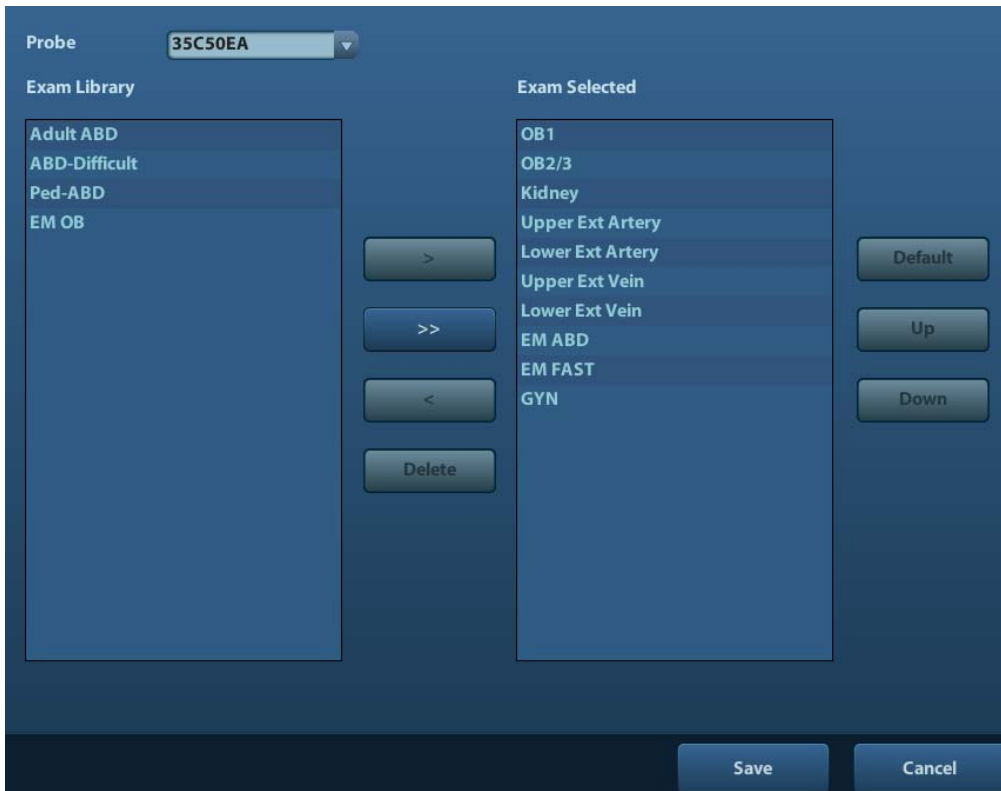 Probe 35C50EA
Exam Library
Adult ABD
ABD-Difficult
Ped-ABD
EM OB
>
>>
<
Delete
Exam Selected
OB1
OB2/3
Kidney
Upper Ext Artery
Lower Ext Artery
Upper Ext Vein
Lower Ext Vein
EM ABD
EM FAST
GYN
Default
Up
Down
Save
Cancel